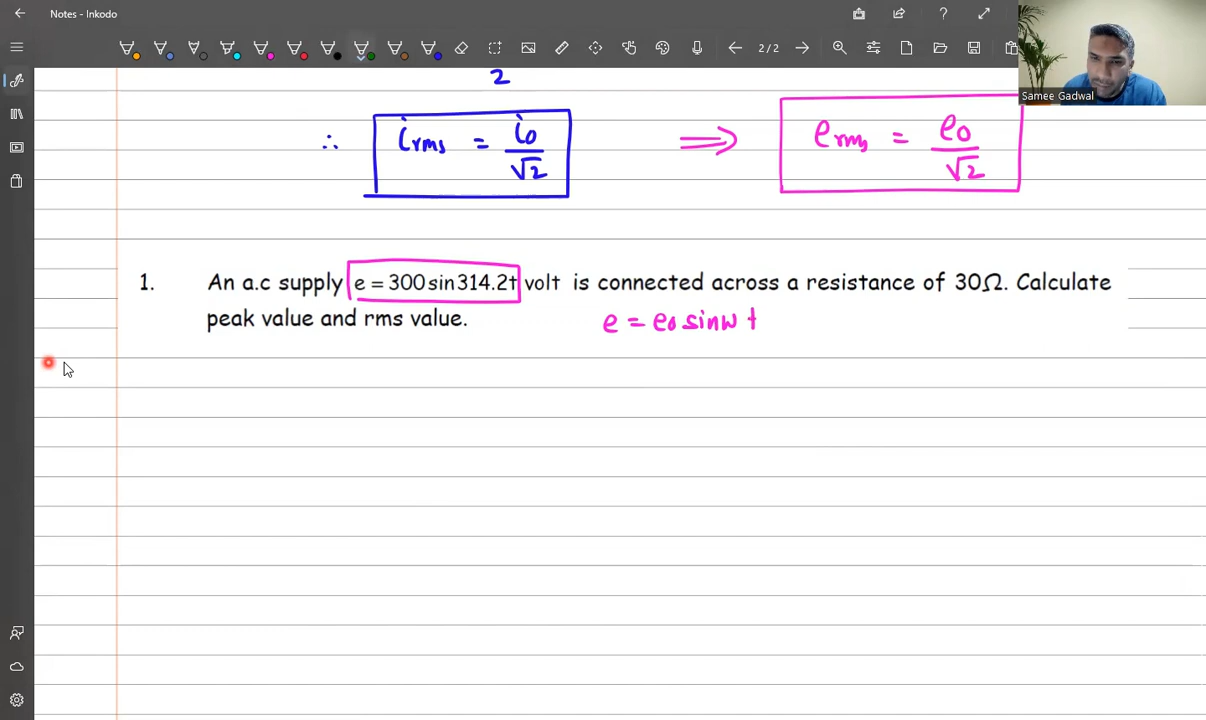 Notes - Inkodo
2/2
Samee Gadwal
2
∴ irms = i0/√2 ⟹ erms = e0/√2
1. An a.c supply e = 300 sin 314.2t volt is connected across a resistance of 30Ω. Calculate
peak value and rms value.
e = e0 sinω t